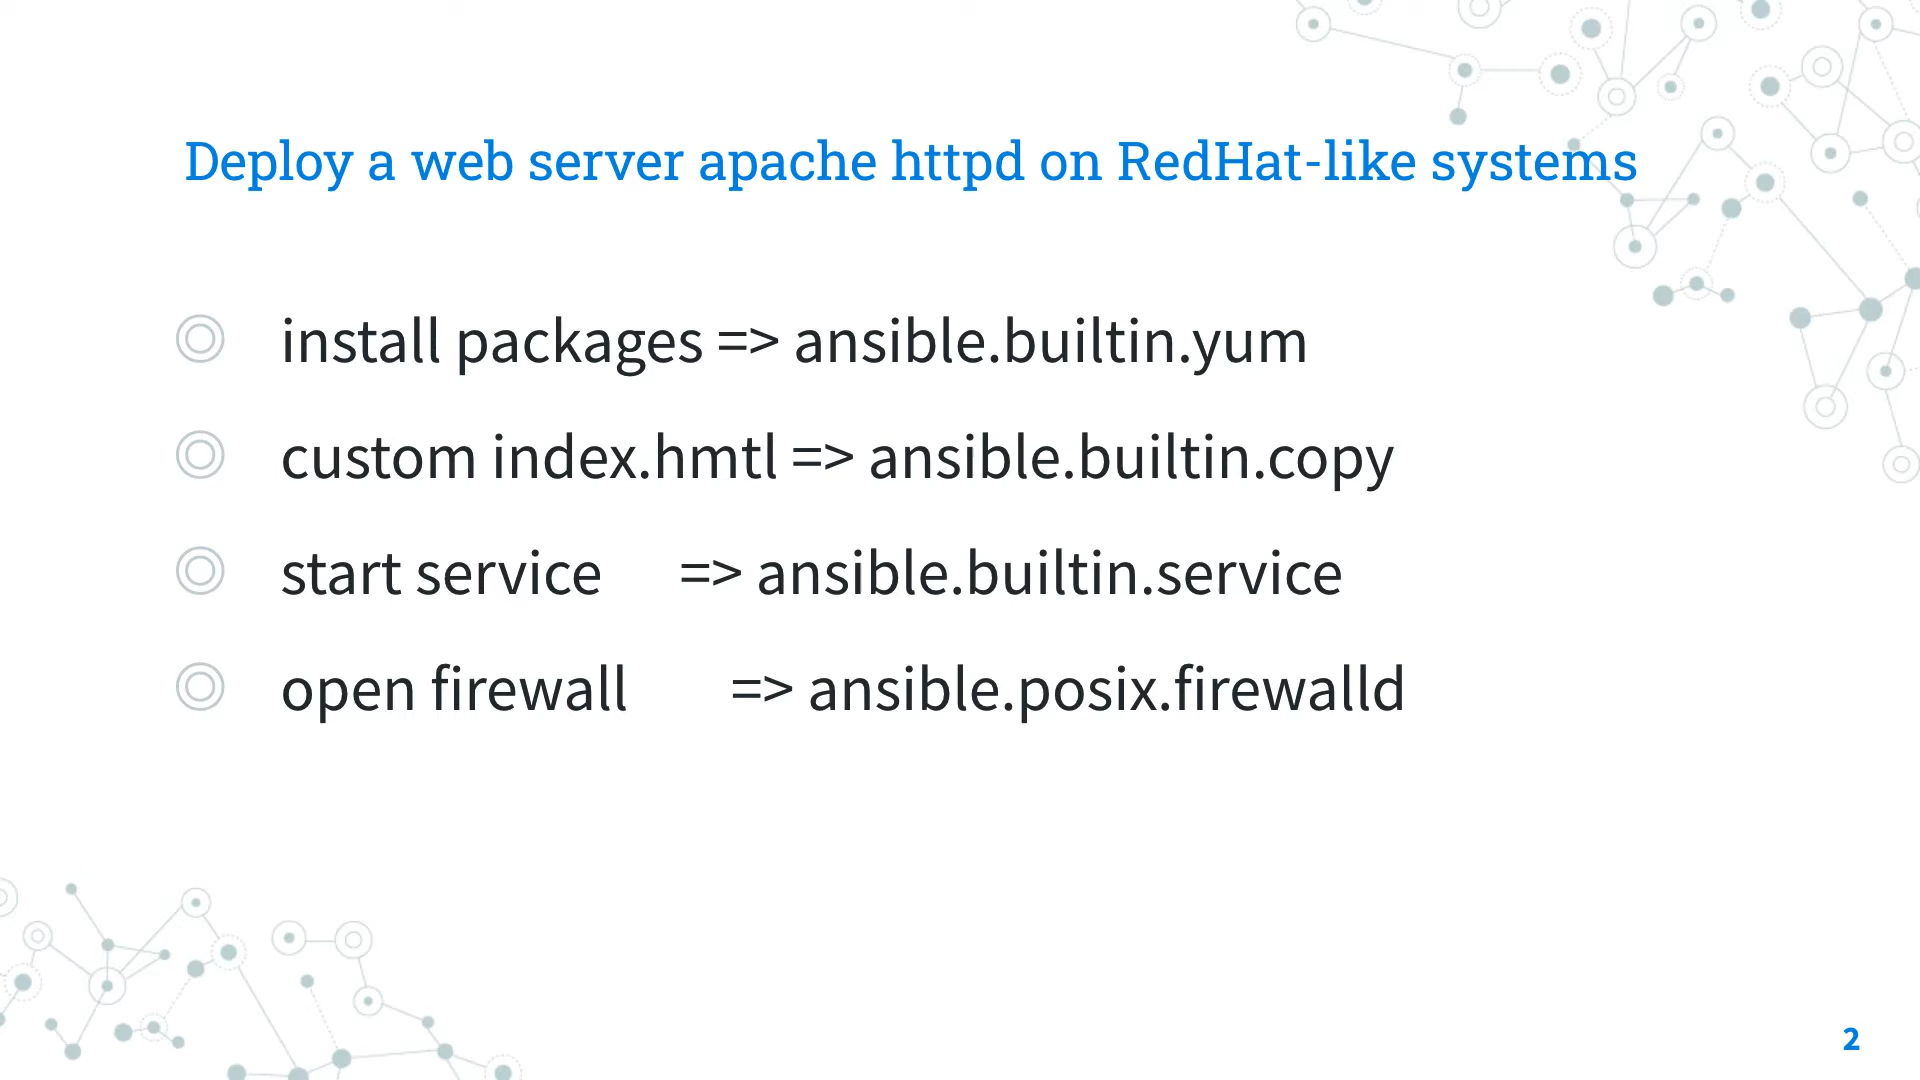 Deploy a web server apache httpd on RedHat-like systems
install packages => ansible.builtin.yum
custom index.hmtl => ansible.builtin.copy
start service => ansible.builtin.service
open firewall => ansible.posix.firewalld
2